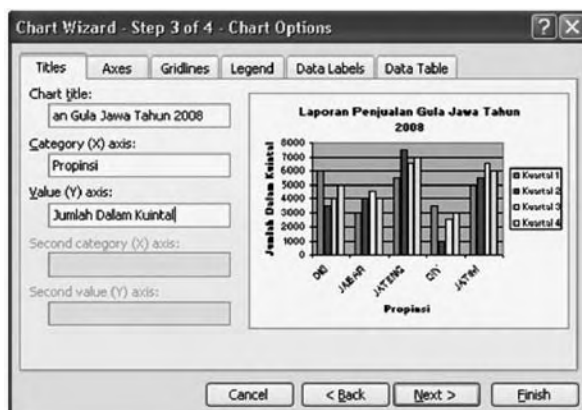 Chart Wizard - Step 3 of 4 - Chart Options
Titles
Axes
Gridlines
Legend
Data Labels
Data Table
Chart title:
an Gula Jawa Tahun 2008
Category (X) axis:
Propinsi
Value (Y) axis:
Jumlah Dalam Kuintal
Second category (X) axis:
Second value (Y) axis:
Laporan Penjualan Gula Jawa Tahun
2008
Jumlah Dalam Kuintal
8000
7000
6000
5000
4000
3000
2000
1000
0
DKI
JABAR
JATENG
DIY
JATIM
Propinsi
Kuartal 1
Kuartal 2
Kuartal 3
Kuartal 4
Cancel
< Back
Next >
Finish